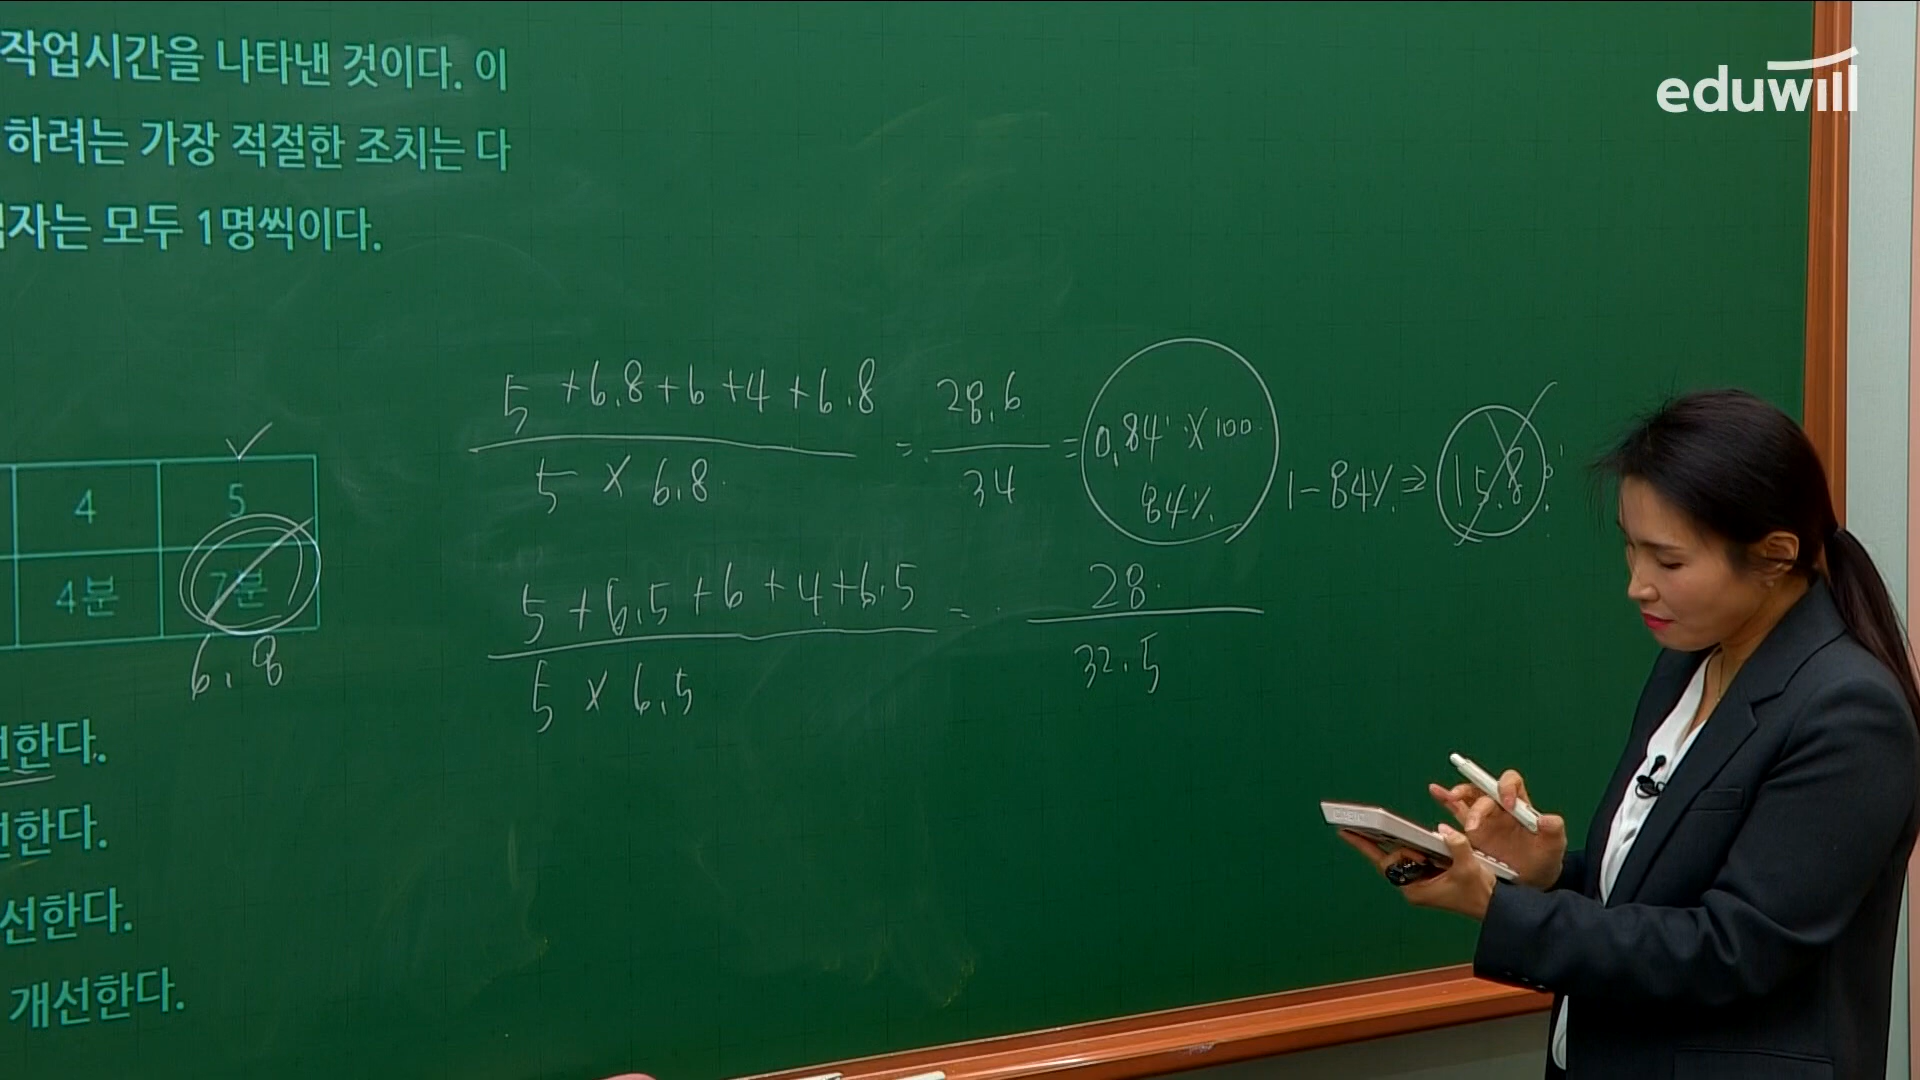 작업시간을 나타낸 것이다. 이
하려는 가장 적절한 조치는 다
자는 모두 1명씩이다.
eduwill
5 + 6.8 + 6 + 4 + 6.8 = 28.6 = 0.84 × 100
5 × 6.8 34 84%
1 - 84% ⇒ 15.8
4 5
4분 7분
6.8
5 + 6.5 + 6 + 4 + 6.5 = 28
5 × 6.5 32.5
한다.
한다.
선한다.
개선한다.